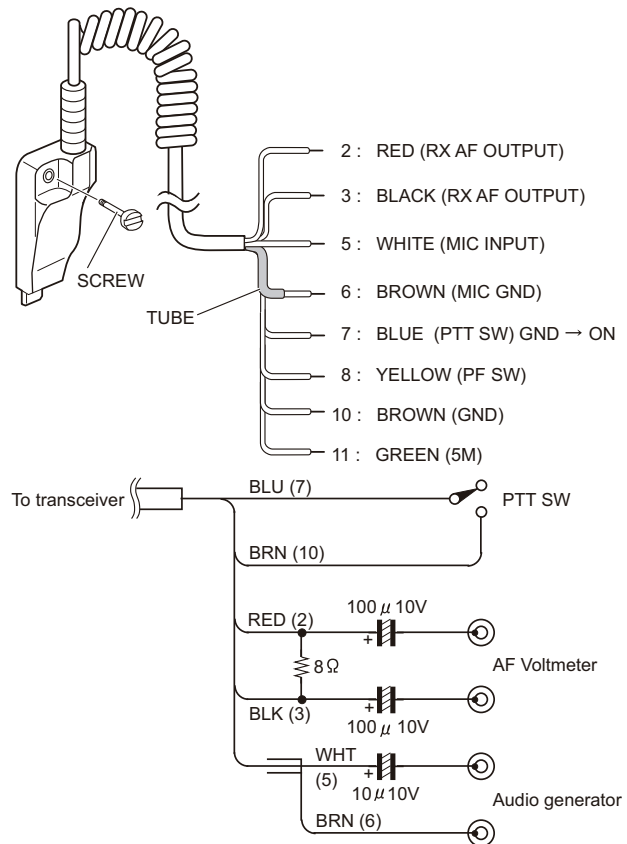 2 : RED (RX AF OUTPUT)
3 : BLACK (RX AF OUTPUT)
5 : WHITE (MIC INPUT)
SCREW
6 : BROWN (MIC GND)
TUBE
7 : BLUE (PTT SW) GND → ON
8 : YELLOW (PF SW)
10 : BROWN (GND)
11 : GREEN (5M)
To transceiver
BLU (7)
PTT SW
BRN (10)
100 μ 10V
RED (2)
+
8Ω
AF Voltmeter
BLK (3)
+
100 μ 10V
WHT
(5)
+
10 μ 10V
Audio generator
BRN (6)